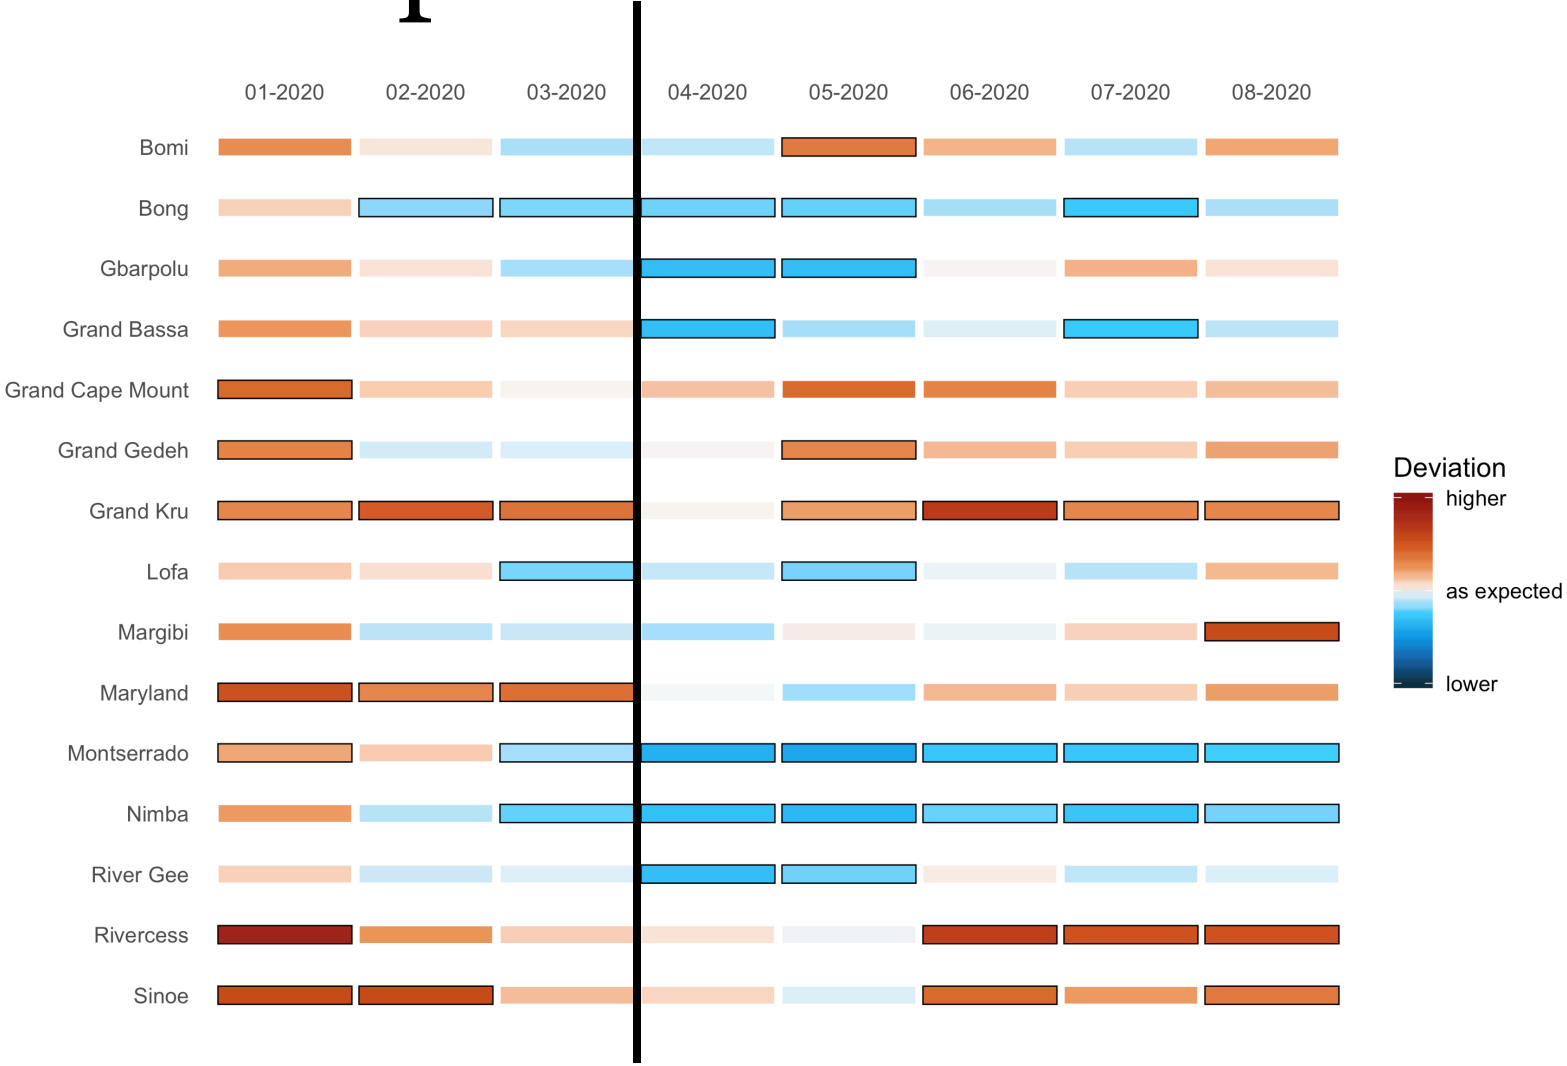 01-2020 02-2020 03-2020 04-2020 05-2020 06-2020 07-2020 08-2020
Bomi
Bong
Gbarpolu
Grand Bassa
Grand Cape Mount
Grand Gedeh
Grand Kru
Lofa
Margibi
Maryland
Montserrado
Nimba
River Gee
Rivercess
Sinoe
Deviation
higher
as expected
lower